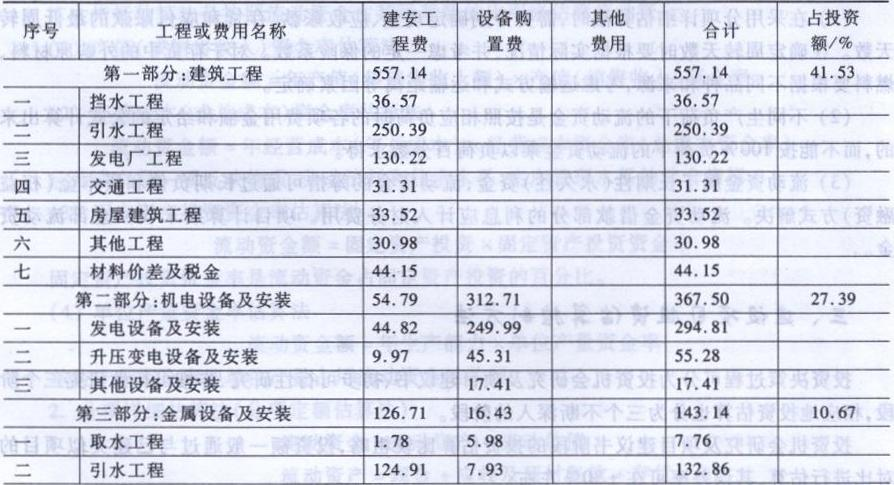 序号 工程或费用名称 建安工程费 设备购置费 其他费用 合计 占投资额/%
第一部分:建筑工程 557.14 557.14 41.53
一 挡水工程 36.57 36.57
二 引水工程 250.39 250.39
三 发电厂工程 130.22 130.22
四 交通工程 31.31 31.31
五 房屋建筑工程 33.52 33.52
六 其他工程 30.98 30.98
七 材料价差及税金 44.15 44.15
第二部分:机电设备及安装 54.79 312.71 367.50 27.39
一 发电设备及安装 44.82 249.99 294.81
二 升压变电设备及安装 9.97 45.31 55.28
三 其他设备及安装 17.41 17.41
第三部分:金属设备及安装 126.71 16.43 143.14 10.67
一 取水工程 1.78 5.98 7.76
二 引水工程 124.91 7.93 132.86